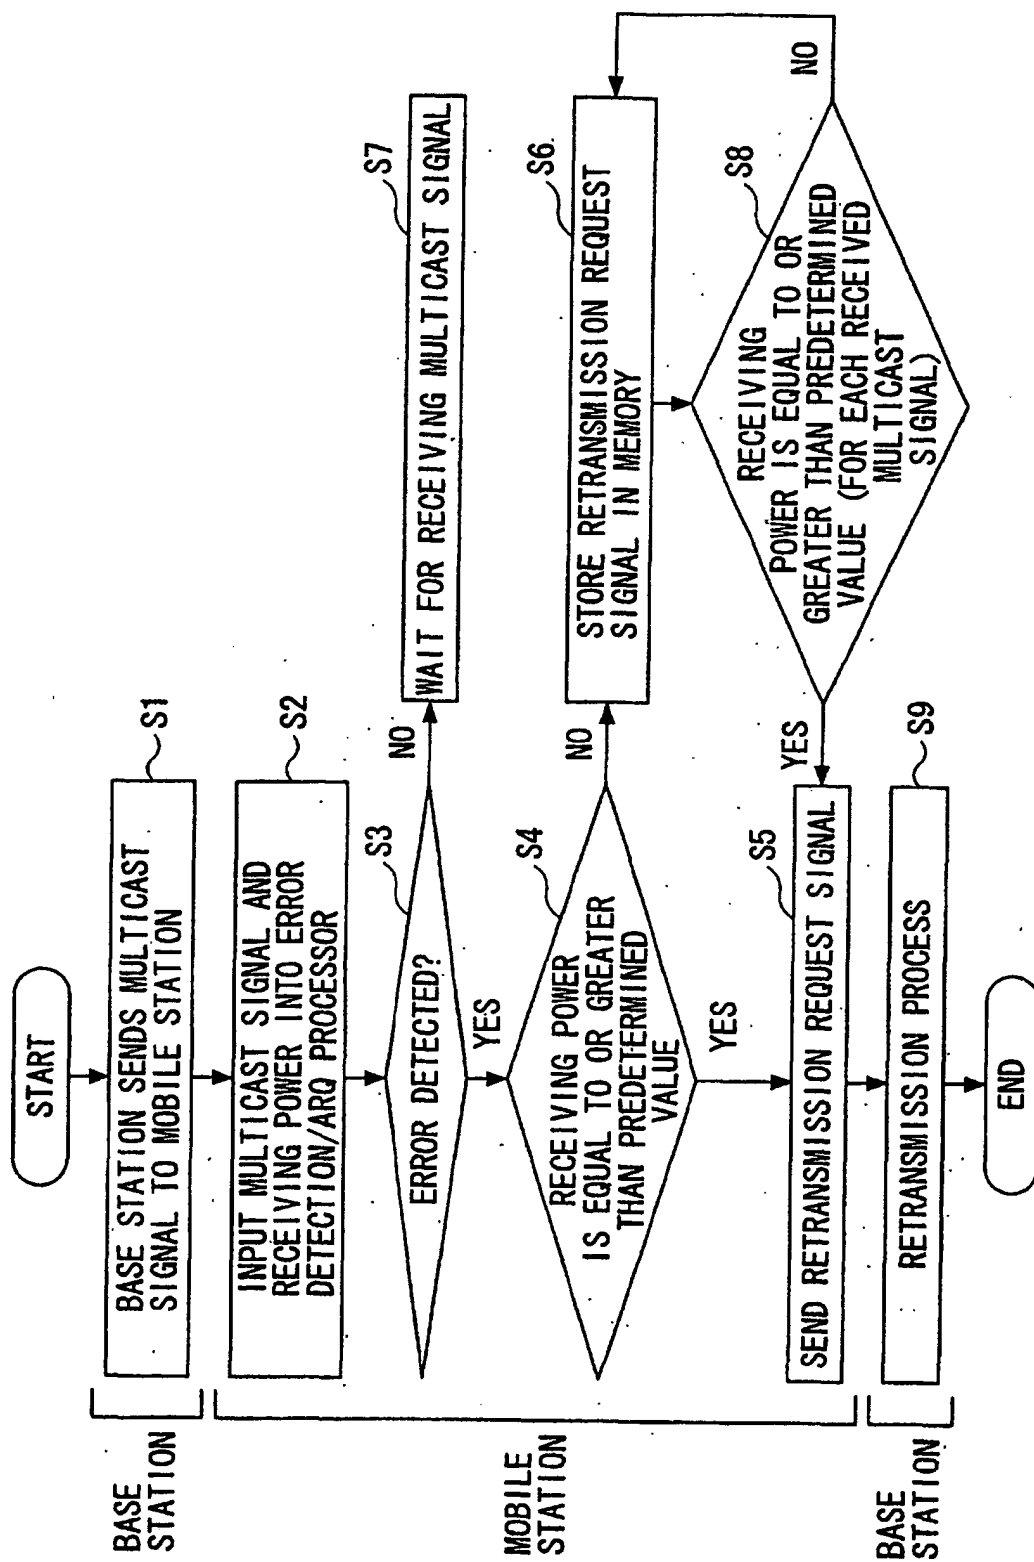 START
BASE STATION SENDS MULTICAST
SIGNAL TO MOBILE STATION
S1
INPUT MULTICAST SIGNAL AND
RECEIVING POWER INTO ERROR
DETECTION/ARQ PROCESSOR
S2
ERROR DETECTED?
S3
NO
YES
WAIT FOR RECEIVING MULTICAST SIGNAL
S7
RECEIVING POWER
IS EQUAL TO OR GREATER
THAN PREDETERMINED
VALUE
S4
NO
YES
STORE RETRANSMISSION REQUEST
SIGNAL IN MEMORY
S6
RECEIVING
POWER IS EQUAL TO OR
GREATER THAN PREDETERMINED
VALUE (FOR EACH RECEIVED
MULTICAST
SIGNAL)
S8
NO
YES
SEND RETRANSMISSION REQUEST SIGNAL
S5
RETRANSMISSION PROCESS
S9
END
BASE
STATION
MOBILE
STATION
BASE
STATION